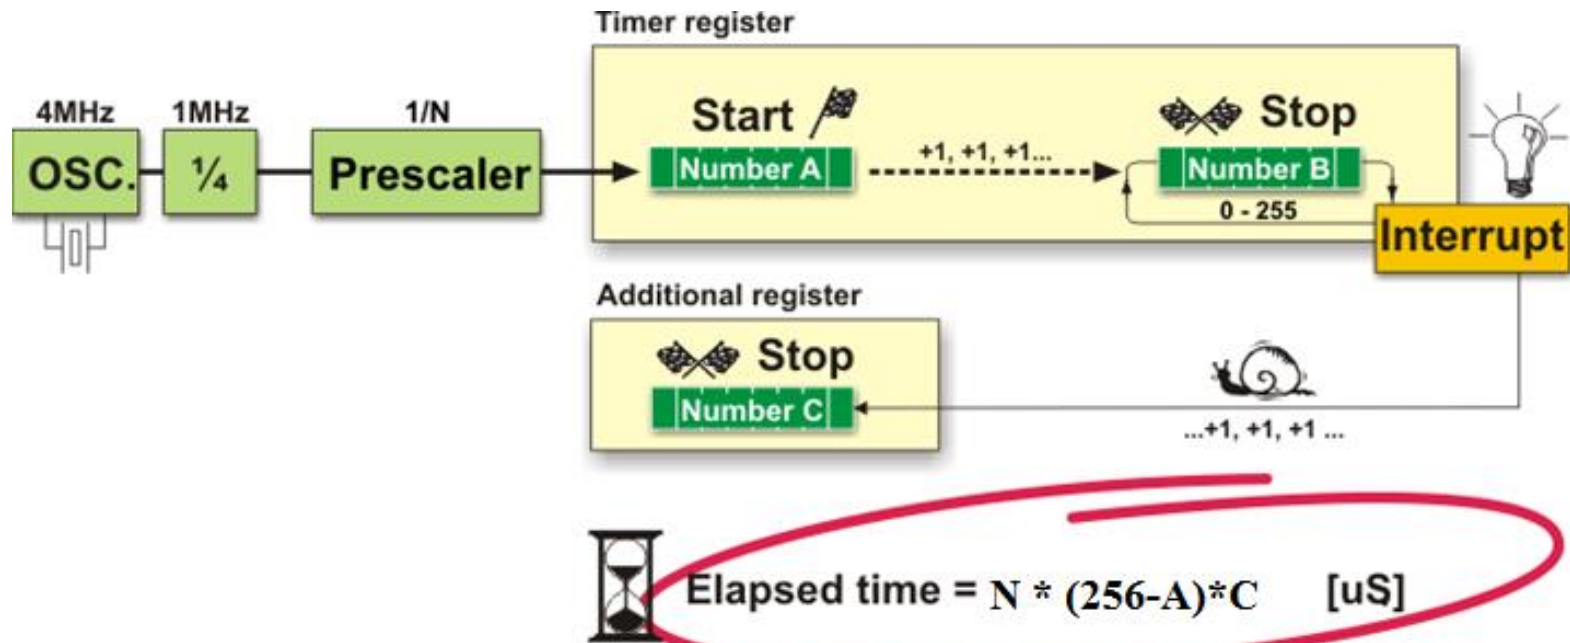 Timer register
4MHz 1MHz 1/N
OSC. ¼ Prescaler
Start Stop
Number A +1, +1, +1... Number B
0 - 255
Interrupt
Additional register
Stop
Number C
...+1, +1, +1 ...
Elapsed time = N * (256-A)*C [uS]